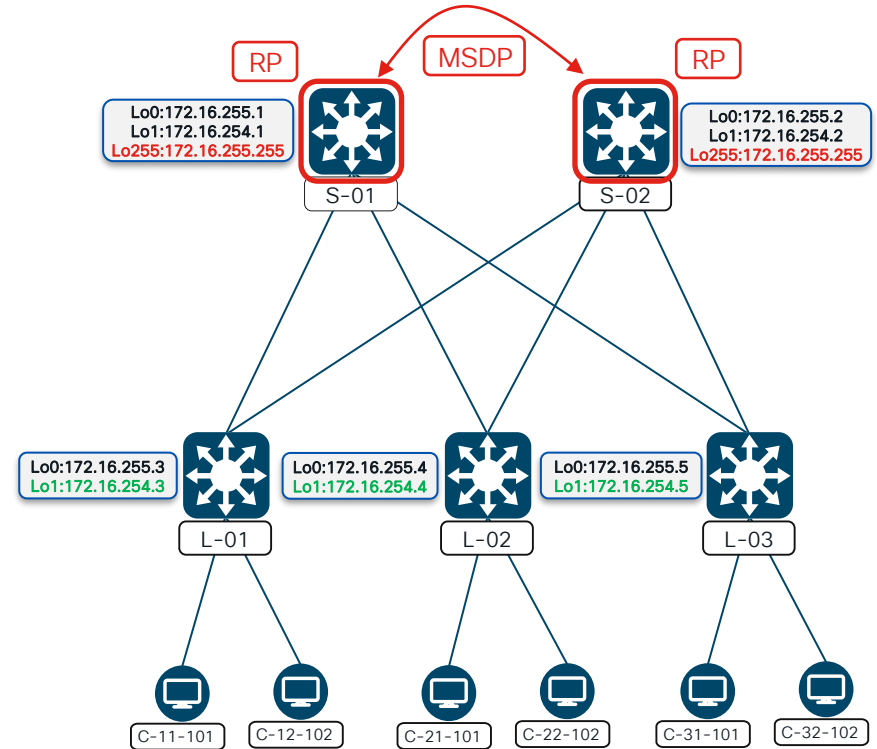 MSDP
RP
RP
Lo0:172.16.255.1
Lo1:172.16.254.1
Lo255:172.16.255.255
Lo0:172.16.255.2
Lo1:172.16.254.2
Lo255:172.16.255.255
S-01
S-02
Lo0:172.16.255.3
Lo1:172.16.254.3
Lo0:172.16.255.4
Lo1:172.16.254.4
Lo0:172.16.255.5
Lo1:172.16.254.5
L-01
L-02
L-03
C-11-101
C-12-102
C-21-101
C-22-102
C-31-101
C-32-102